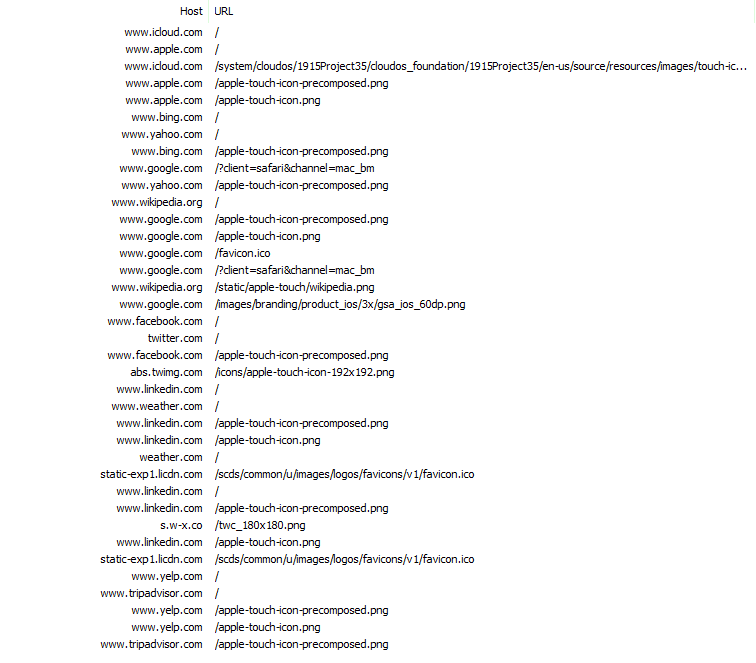 Host URL
www.icloud.com /
www.apple.com /
www.icloud.com /system/cloudos/1915Project35/cloudos_foundation/1915Project35/en-us/source/resources/images/touch-ic...
www.apple.com /apple-touch-icon-precomposed.png
www.apple.com /apple-touch-icon.png
www.bing.com /
www.yahoo.com /
www.bing.com /apple-touch-icon-precomposed.png
www.google.com /?client=safari&channel=mac_bm
www.yahoo.com /apple-touch-icon-precomposed.png
www.wikipedia.org /
www.google.com /apple-touch-icon-precomposed.png
www.google.com /apple-touch-icon.png
www.google.com /favicon.ico
www.google.com /?client=safari&channel=mac_bm
www.wikipedia.org /static/apple-touch/wikipedia.png
www.google.com /images/branding/product_ios/3x/gsa_ios_60dp.png
www.facebook.com /
twitter.com /
www.facebook.com /apple-touch-icon-precomposed.png
abs.twimg.com /icons/apple-touch-icon-192x192.png
www.linkedin.com /
www.weather.com /
www.linkedin.com /apple-touch-icon-precomposed.png
www.linkedin.com /apple-touch-icon.png
weather.com /
static-exp1.licdn.com /scds/common/u/images/logos/favicons/v1/favicon.ico
www.linkedin.com /
www.linkedin.com /apple-touch-icon-precomposed.png
s.w-x.co /twc_180x180.png
www.linkedin.com /apple-touch-icon.png
static-exp1.licdn.com /scds/common/u/images/logos/favicons/v1/favicon.ico
www.yelp.com /
www.tripadvisor.com /
www.yelp.com /apple-touch-icon-precomposed.png
www.yelp.com /apple-touch-icon.png
www.tripadvisor.com /apple-touch-icon-precomposed.png